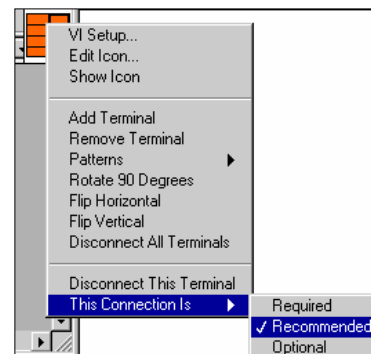 VI Setup...
Edit Icon...
Show Icon
Add Terminal
Remove Terminal
Patterns
Rotate 90 Degrees
Flip Horizontal
Flip Vertical
Disconnect All Terminals
Disconnect This Terminal
This Connection Is
Required
Recommended
Optional